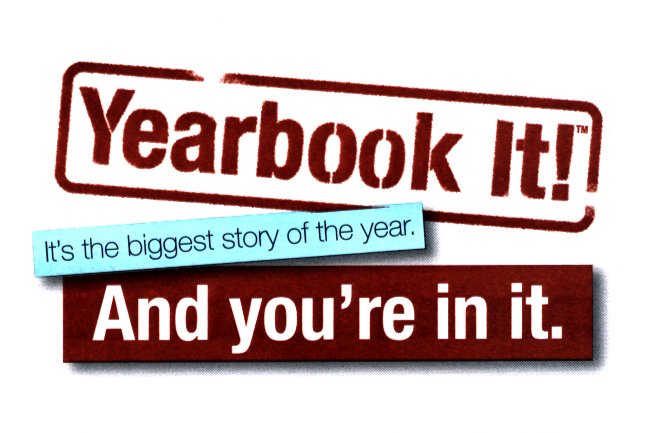 Yearbook It!™
It's the biggest story of the year.
And you're in it.